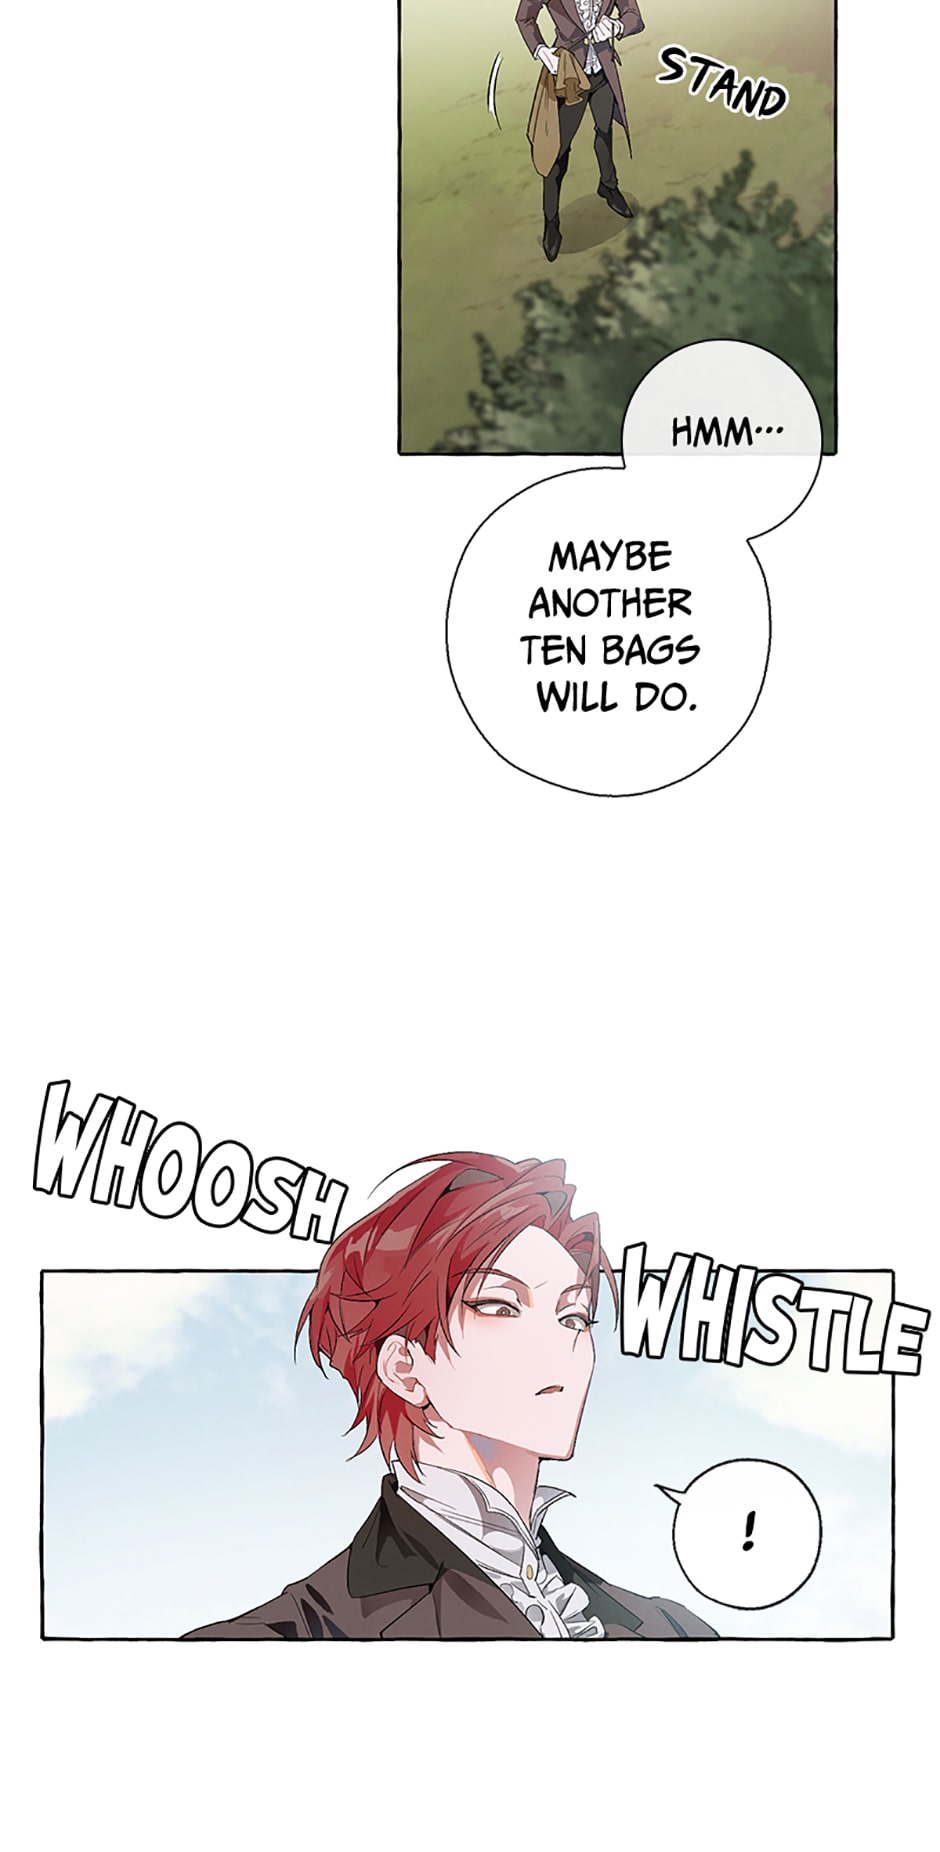 STAND
HMM...
MAYBE
ANOTHER
TEN BAGS
WILL DO.
WHOOSH
WHISTLE
!